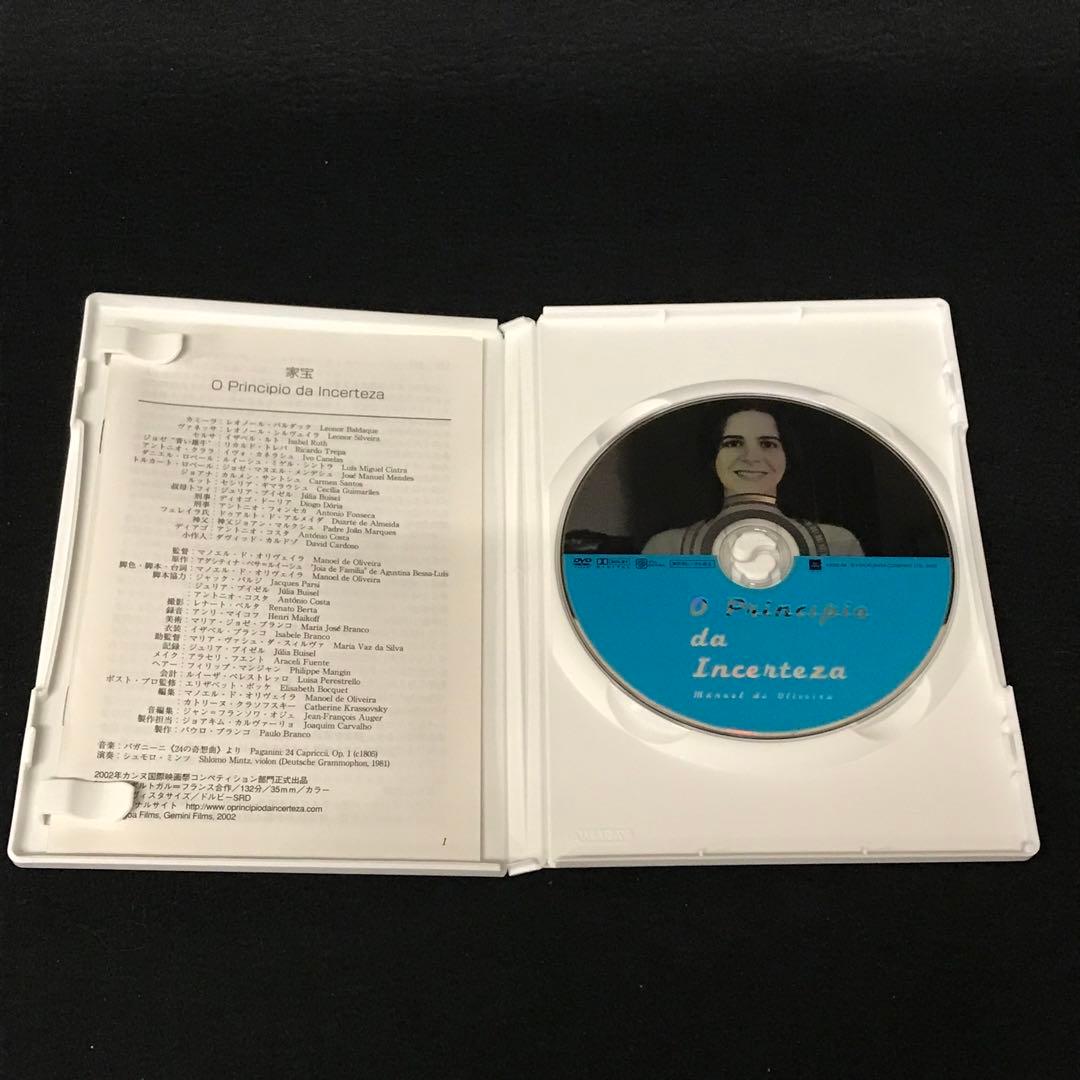 家宝
O Principio da Incerteza
カミーラ：レオノール・バルダック Leonor Baldaque
ヴァネッサ：レオノール・シルヴェイラ Leonor Silveira
セルサ：イザベル・ルト Isabel Ruth
ジョゼ“青い雄牛”：リカルド・トレパ Ricardo Trepa
アントニオ・クララ：イヴォ・カネラシュ Ivo Canelas
ダニエル・ロペール：ルイーシュ・ミゲル・シントラ Luís Miguel Cintra
トルカート・ロペール：ジョゼ・マヌエル・メンデシュ José Manuel Mendes
ジョアナ：カルメン・サントシュ Carmen Santos
ルット：セシリア・ギマラゥシュ Cecília Guimarães
叔母トフィ：ジュリア・ブイゼル Júlia Buisel
刑事：ディオゴ・ドーリア Diogo Dória
刑事：アントニオ・フォンセカ Antonio Fonseca
フェレイラ氏：ドゥアルト・ド・アルメイダ Duarte de Almeida
神父：神父ジョアン・マルクシュ Padre João Marques
ディアゴ：アントニオ・コスタ António Costa
小作人：ダヴィッド・カルドゾ David Cardoso
監督：マノエル・ド・オリヴェイラ Manoel de Oliveira
原作：アグシティナ・ベサ=ルイーシュ "Joia de Família" de Agustina Bessa-Luís
脚色・脚本・台詞：マノエル・ド・オリヴェイラ Manoel de Oliveira
脚本協力：ジャック・パルジ Jacques Parsi
：ジュリア・ブイゼル Júlia Buisel
：アントニオ・コスタ António Costa
撮影：レナート・ベルタ Renato Berta
録音：アンリ・マイコフ Henri Maïkoff
美術：マリア・ジョゼ・ブランコ Maria José Branco
衣装：イザベル・ブランコ Isabele Branco
助監督：マリア・ヴァシュ・ダ・スィルヴァ Maria Vaz da Silva
記録：ジュリア・ブイゼル Júlia Buisel
メイク：アラセリ・フエント Araceli Fuente
ヘアー：フィリップ・マンジャン Philippe Mangin
会計：ルイーザ・ペレストレッロ Luisa Perestrello
ポスト・プロ監修：エリザベット・ボッケ Elisabeth Bocquet
編集：マノエル・ド・オリヴェイラ Manoel de Oliveira
：カトリーヌ・クラソフスキー Catherine Krassovsky
音編集：ジャン=フランソワ・オジェ Jean-François Auger
製作担当：ジョアキム・カルヴァーリョ Joaquim Carvalho
製作：パウロ・ブランコ Paulo Branco
音楽：パガニーニ《24の奇想曲》より Paganini: 24 Capricci, Op. 1 (c1805)
演奏：シュモロ・ミンツ Shlomo Mintz, violon (Deutsche Grammophon, 1981)
2002年カンヌ国際映画祭コンペティション部門正式出品
ルトガル=フランス合作／132分／35mm／カラー
ヴィスタサイズ／ドルビーSRD
ナルサイト http://www.oprincipiodaincerteza.com
oa Films, Gemini Films, 2002
1
DVD
DOLBY
DIGITAL
O Principio
da
Incerteza
Manoel de Oliveira